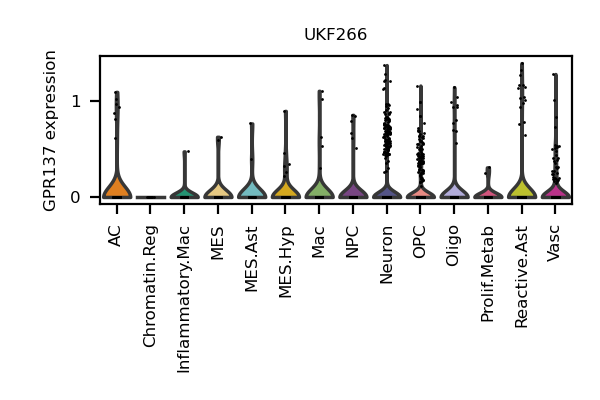 UKF266
GPR137 expression
1
0
AC
Chromatin.Reg
Inflammatory.Mac
MES
MES.Ast
MES.Hyp
Mac
NPC
Neuron
OPC
Oligo
Prolif.Metab
Reactive.Ast
Vasc